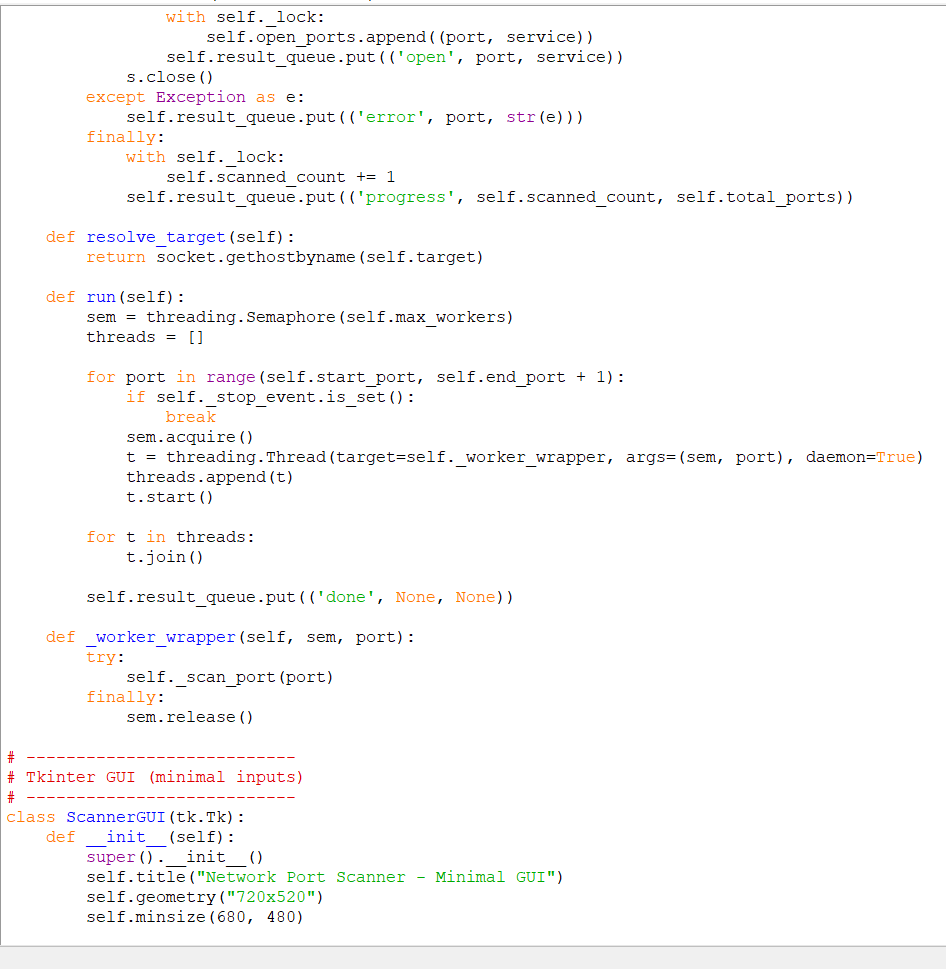 with self._lock:
                    self.open_ports.append((port, service))
                self.result_queue.put(('open', port, service))
            s.close()
        except Exception as e:
            self.result_queue.put(('error', port, str(e)))
        finally:
            with self._lock:
                self.scanned_count += 1
            self.result_queue.put(('progress', self.scanned_count, self.total_ports))

    def resolve_target(self):
        return socket.gethostbyname(self.target)

    def run(self):
        sem = threading.Semaphore(self.max_workers)
        threads = []

        for port in range(self.start_port, self.end_port + 1):
            if self._stop_event.is_set():
                break
            sem.acquire()
            t = threading.Thread(target=self._worker_wrapper, args=(sem, port), daemon=True)
            threads.append(t)
            t.start()

        for t in threads:
            t.join()

        self.result_queue.put(('done', None, None))

    def _worker_wrapper(self, sem, port):
        try:
            self._scan_port(port)
        finally:
            sem.release()

# ---------------------------
# Tkinter GUI (minimal inputs)
# ---------------------------
class ScannerGUI(tk.Tk):
    def __init__(self):
        super().__init__()
        self.title("Network Port Scanner - Minimal GUI")
        self.geometry("720x520")
        self.minsize(680, 480)